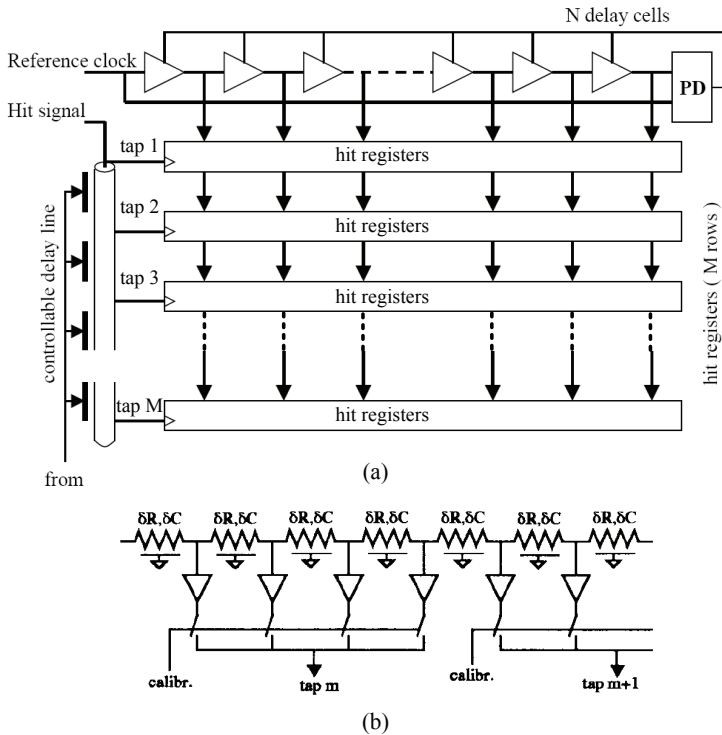 N delay cells
Reference clock
PD
Hit signal
tap 1
hit registers
tap 2
hit registers
tap 3
hit registers
controllable delay line
hit registers ( M rows )
tap M
hit registers
from
(a)
δR,δC δR,δC δR,δC δR,δC δR,δC δR,δC δR,δC
calibr.
tap m
calibr.
tap m+1
(b)